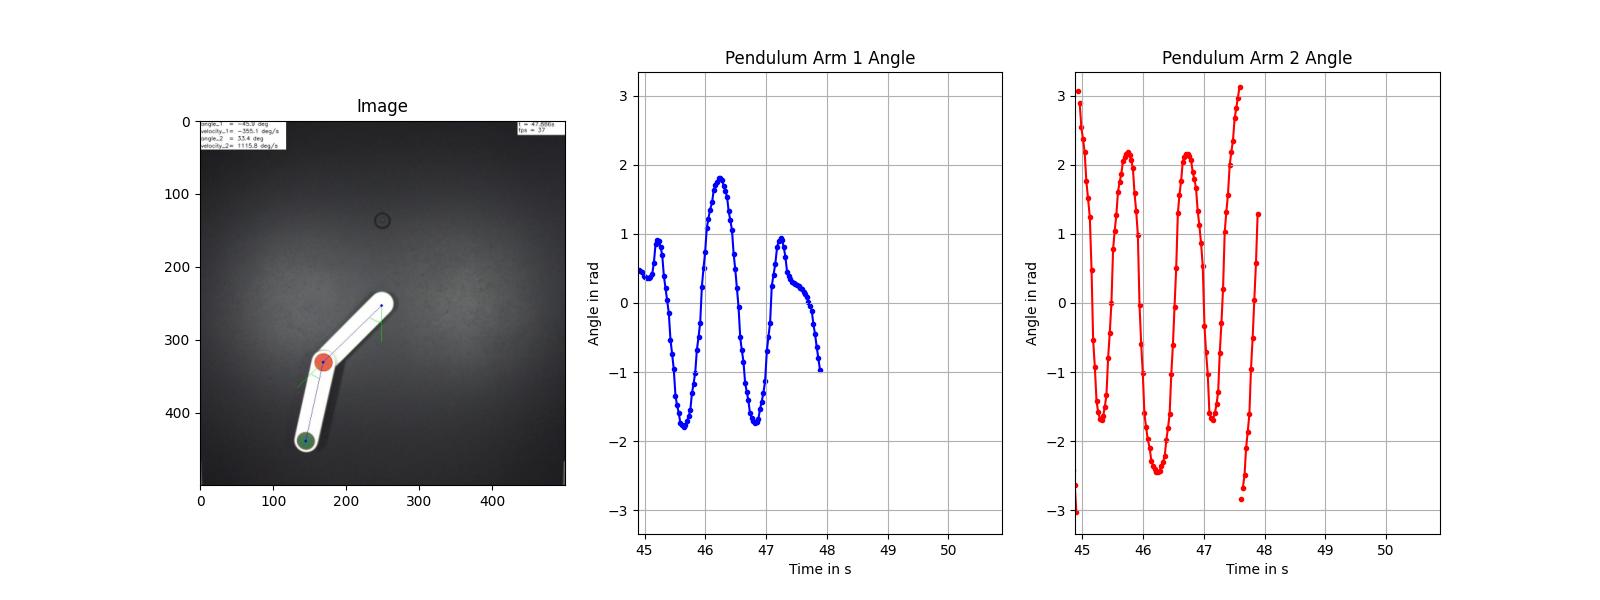 Image
angle_1 = -45.9 deg
velocity_1= -355.1 deg/s
angle_2 = 33.4 deg
velocity_2= 1115.8 deg/s
t = 47.886s
fps = 37
0
100
200
300
400
0 100 200 300 400
Pendulum Arm 1 Angle
Angle in rad
3
2
1
0
−1
−2
−3
45 46 47 48 49 50
Time in s
Pendulum Arm 2 Angle
Angle in rad
3
2
1
0
−1
−2
−3
45 46 47 48 49 50
Time in s